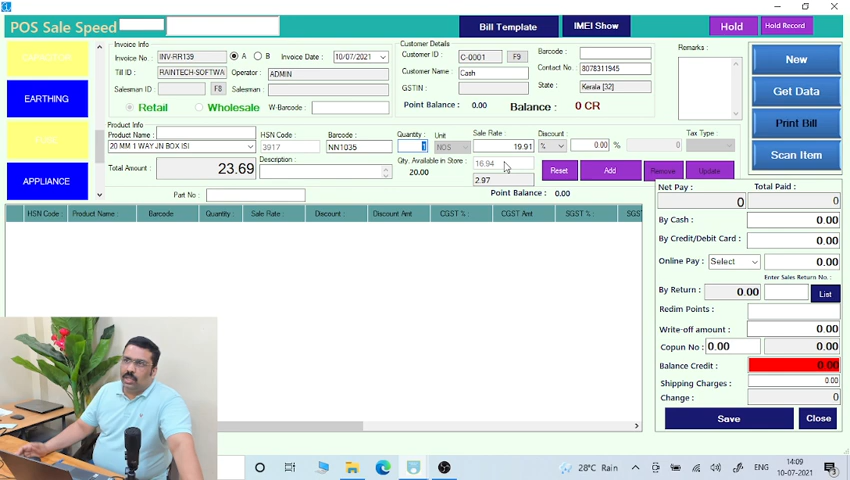 POS Sale Speed
Bill Template
IMEI Show
Hold
Hold Record
CAPACITOR
EARTHING
FUSE
APPLIANCE
Invoice Info
Invoice No. : INV-RR139
A
B
Invoice Date : 10/07/2021
Till ID : RAINTECH-SOFTWA
Operator : ADMIN
Salesman ID : F8
Salesman :
Retail
Wholesale
W-Barcode :
Customer Details
Customer ID : C-0001 F9
Barcode :
Customer Name : Cash
Contact No. : 8078311945
GSTIN :
State : Kerala [32]
Point Balance : 0.00
Balance : 0 CR
Remarks :
New
Get Data
Print Bill
Scan Item
Product Info
Product Name :
20 MM 1 WAY JN BOX ISI
HSN Code : 3917
Barcode : NN1035
Quantity : 1
Unit NOS
Sale Rate : 19.91
Discount : % 0.00 % 0
Tax Type :
Total Amount : 23.69
Description :
Qty. Available in Store :
20.00
16.94
2.97
Reset
Add
Remove
Update
Part No :
Point Balance : 0.00
HSN Code : Product Name : Barcode Quantity : Sale Rate : Discount : Discount Amt CGST % : CGST Amt SGST % : SGST
Net Pay : 0
Total Paid : 0
By Cash : 0.00
By Credit/Debit Card : 0.00
Online Pay : Select 0.00
Enter Sales Return No. :
By Return : 0.00 List
Redim Points :
Write-off amount : 0.00
Copun No : 0.00 0.00
Balance Credit : 0.00
Shipping Charges : 0.00
Change : 0
Save
Close
28°C Rain
ENG
14:09
10-07-2021
3